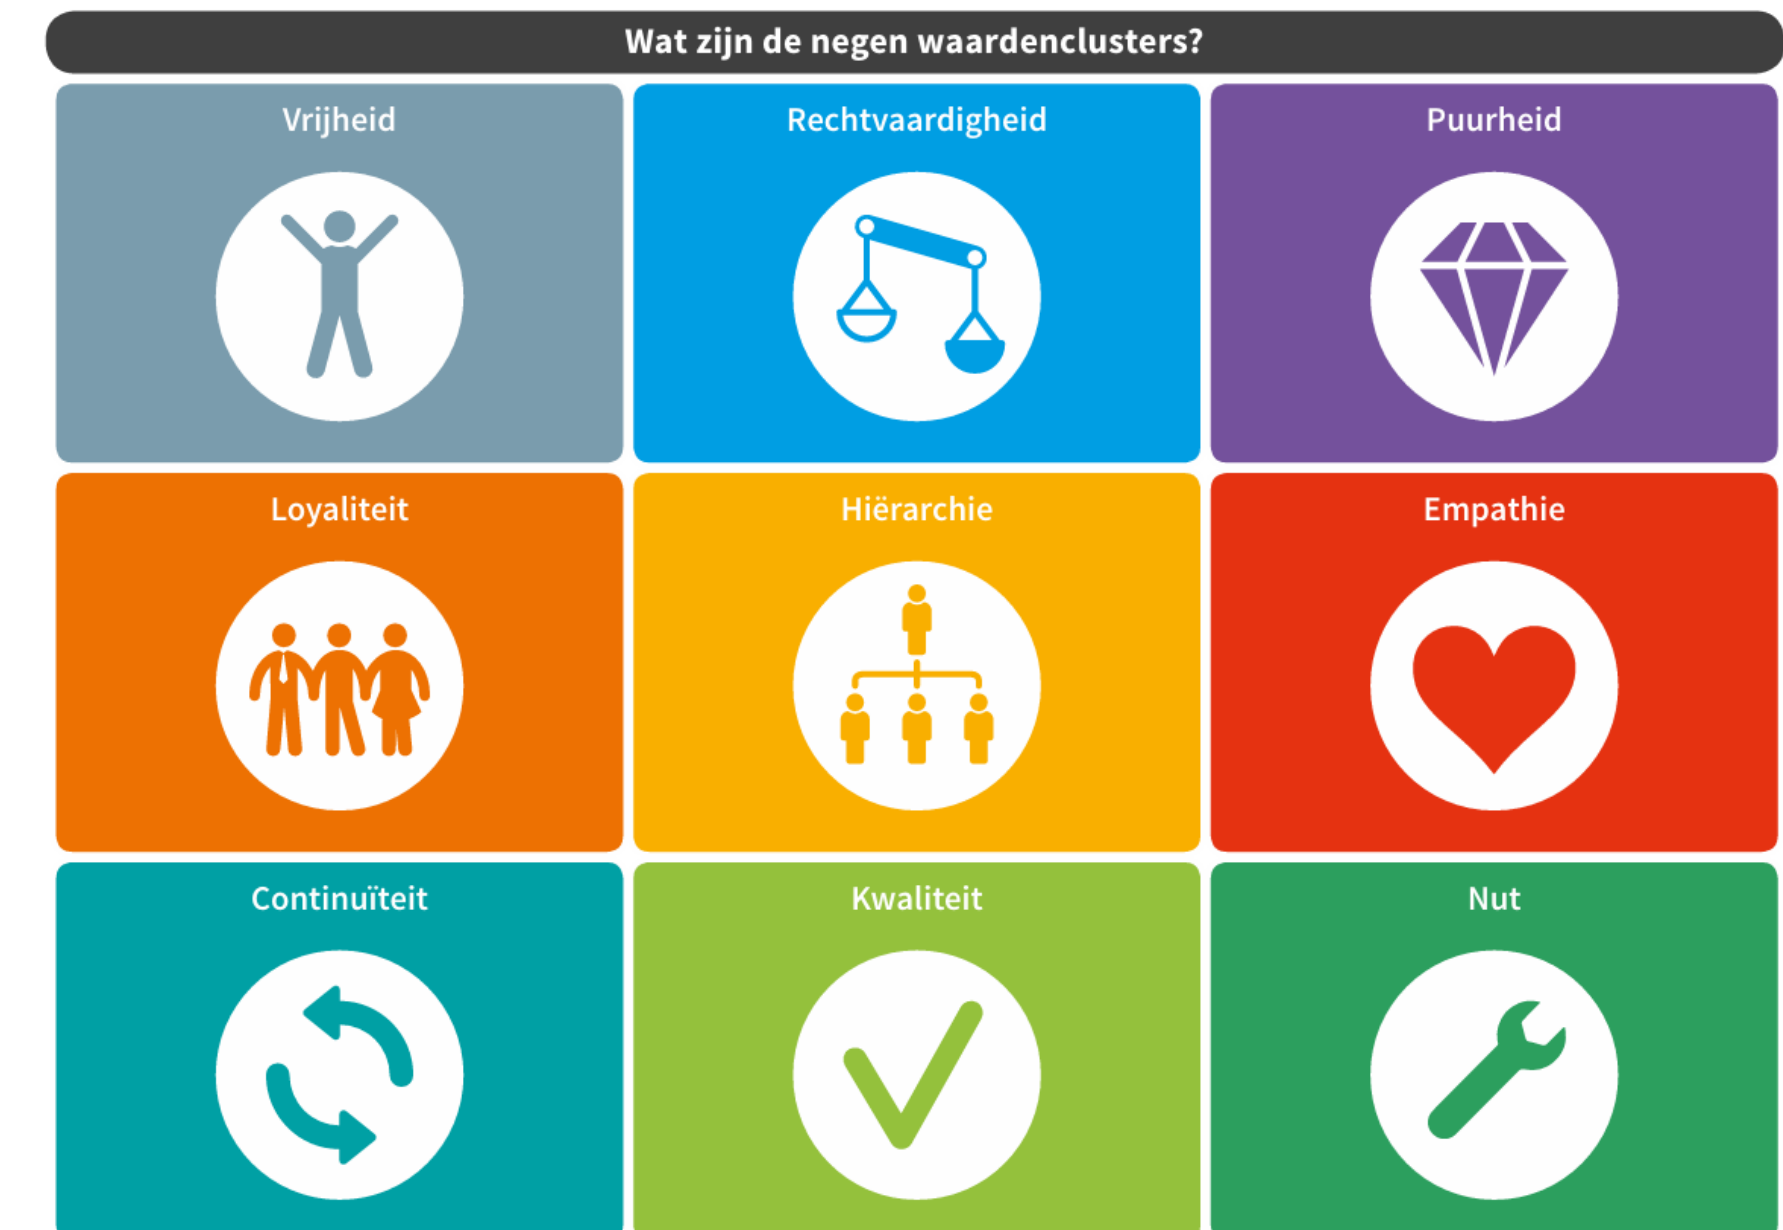 Wat zijn de negen waardenclusters?
Vrijheid
Rechtvaardigheid
Puurheid
Loyaliteit
Hiërarchie
Empathie
Continuïteit
Kwaliteit
Nut